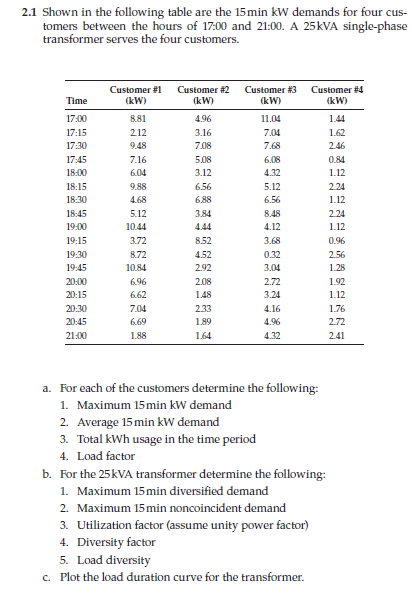 2.1 Shown in the following table are the 15 min kW demands for four cus-
tomers between the hours of 17:00 and 21:00. A 25 kVA single-phase
transformer serves the four customers.
Customer #1 Customer #2 Customer #3 Customer #4
Time (kW) (kW) (kW) (kW)
17:00 8.81 4.96 11.04 1.44
17:15 2.12 3.16 7.04 1.62
17:30 9.48 7.08 7.68 2.46
17:45 7.16 5.08 6.08 0.84
18:00 6.04 3.12 4.32 1.12
18:15 9.88 6.56 5.12 2.24
18:30 4.68 6.88 6.56 1.12
18:45 5.12 3.84 8.48 2.24
19:00 10.44 4.44 4.12 1.12
19:15 3.72 8.52 3.68 0.96
19:30 8.72 4.52 0.32 2.56
19:45 10.84 2.92 3.04 1.28
20:00 6.96 2.08 2.72 1.92
20:15 6.62 1.48 3.24 1.12
20:30 7.04 2.33 4.16 1.76
20:45 6.69 1.89 4.96 2.72
21:00 1.88 1.64 4.32 2.41
a. For each of the customers determine the following:
1. Maximum 15 min kW demand
2. Average 15 min kW demand
3. Total kWh usage in the time period
4. Load factor
b. For the 25 kVA transformer determine the following:
1. Maximum 15 min diversified demand
2. Maximum 15 min noncoincident demand
3. Utilization factor (assume unity power factor)
4. Diversity factor
5. Load diversity
c. Plot the load duration curve for the transformer.